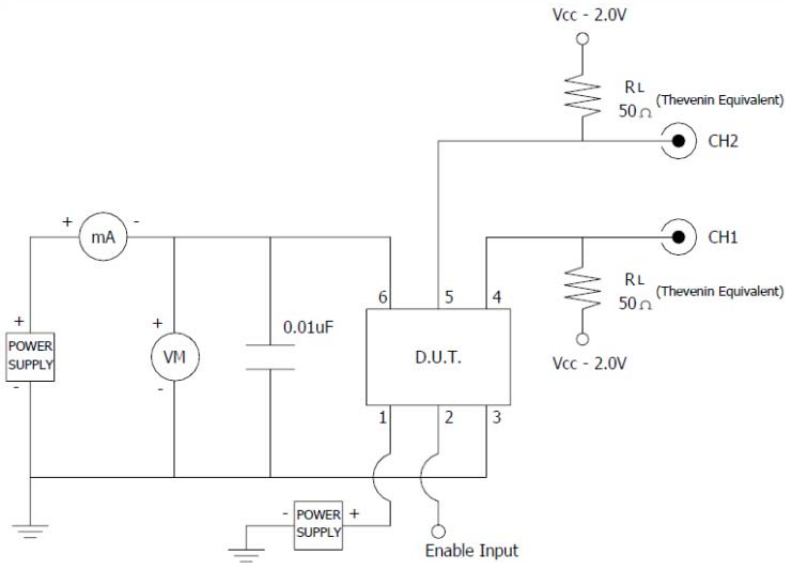 Vcc - 2.0V
RL
50Ω
(Thevenin Equivalent)
CH2
+
-
mA
CH1
6
5
4
RL
50Ω
(Thevenin Equivalent)
+
POWER
SUPPLY
-
+
VM
-
0.01uF
D.U.T.
Vcc - 2.0V
1
2
3
-
POWER
SUPPLY
+
Enable Input